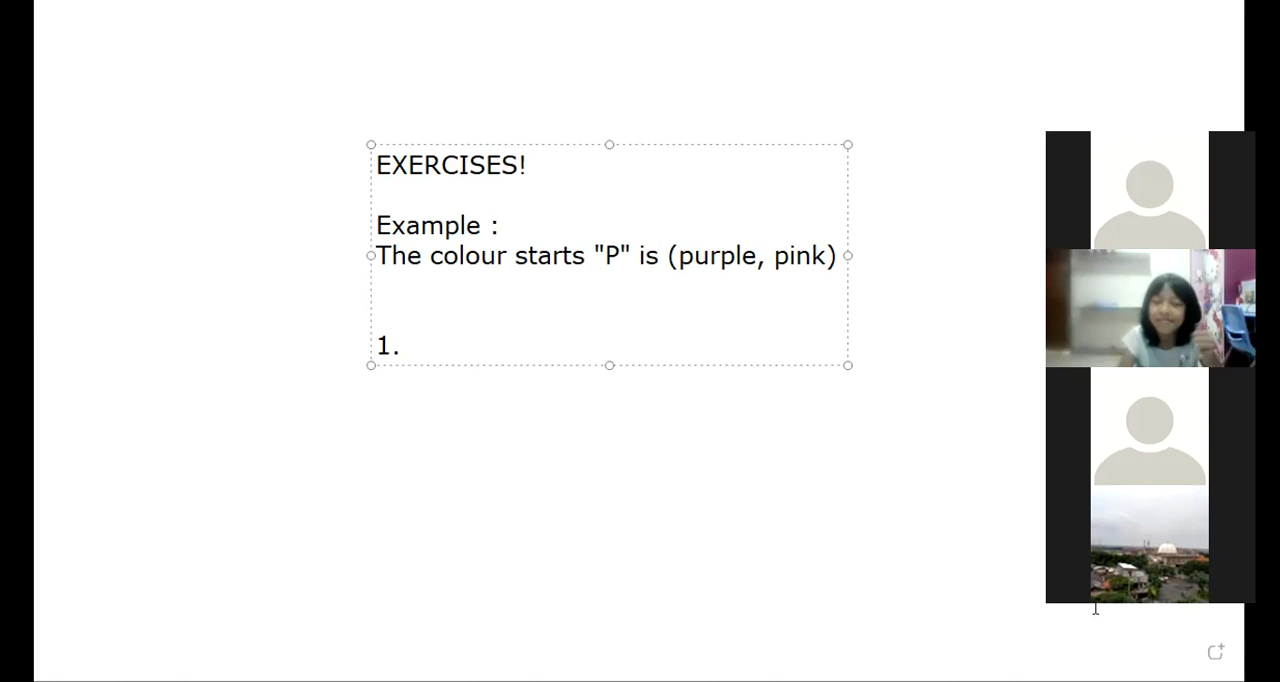 EXERCISES!
Example :
The colour starts "P" is (purple, pink)
1.